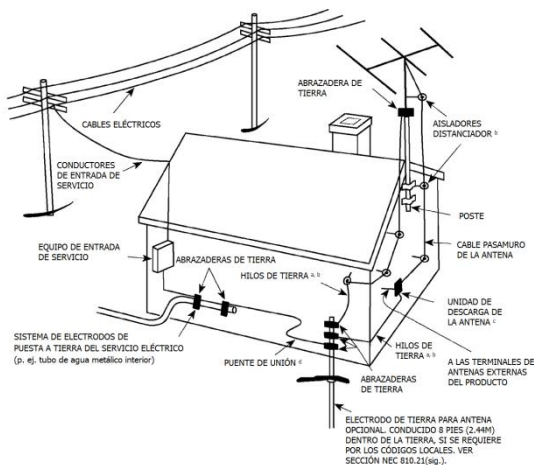 ABRAZADERA DE
TIERRA
AISLADORES
DISTANCIADOR b
CABLES ELÉCTRICOS
CONDUCTORES
DE ENTRADA DE
SERVICIO
POSTE
CABLE PASAMURO
DE LA ANTENA
EQUIPO DE ENTRADA
DE SERVICIO
ABRAZADERAS DE TIERRA
HILOS DE TIERRA a, b
UNIDAD DE
DESCARGA DE
LA ANTENA c
SISTEMA DE ELECTRODOS DE
PUESTA A TIERRA DEL SERVICIO ELÉCTRICO
(p. ej. tubo de agua metálico interior)
PUENTE DE UNIÓN d
HILOS DE
TIERRA a, b
A LAS TERMINALES DE
ANTENAS EXTERNAS
DEL PRODUCTO
ABRAZADERAS
DE TIERRA
ELECTRODO DE TIERRA PARA ANTENA
OPCIONAL. CONDUCIDO 8 PIES (2.44M)
DENTRO DE LA TIERRA, SI SE REQUIERE
POR LOS CÓDIGOS LOCALES. VER
SECCIÓN NEC 810.21(sig.).